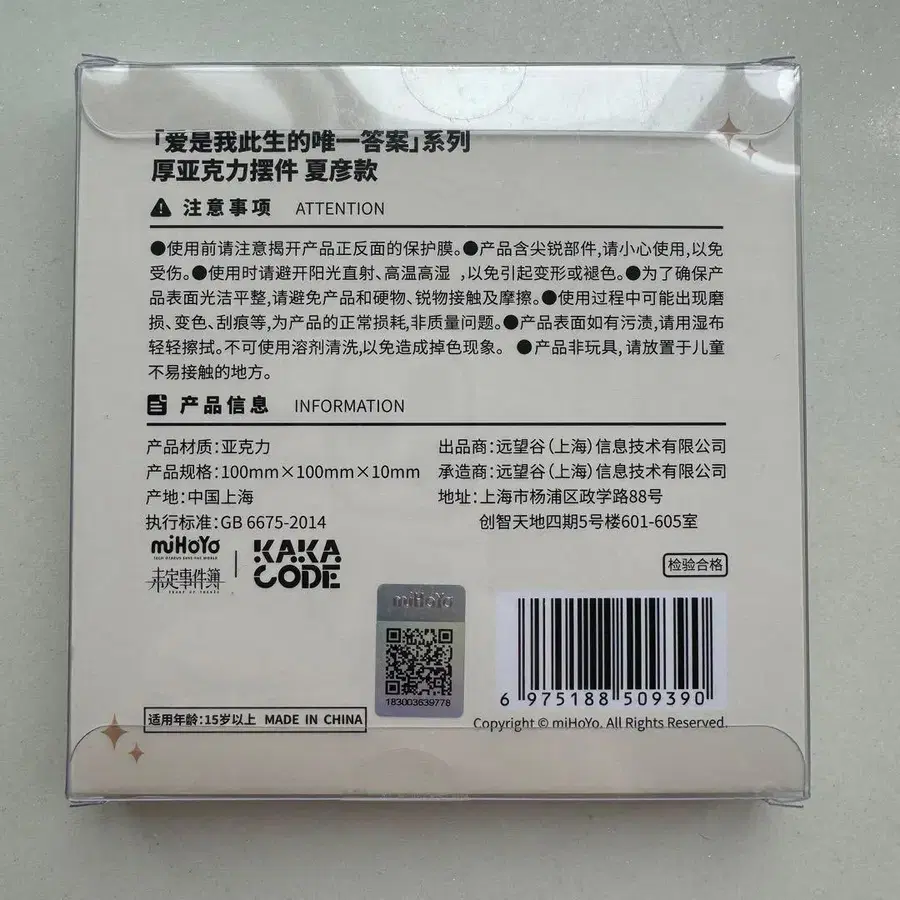 「爱是我此生的唯一答案」系列
厚亚克力摆件 夏彦款
注意事项 ATTENTION
●使用前请注意揭开产品正反面的保护膜。●产品含尖锐部件,请小心使用,以免
受伤。●使用时请避开阳光直射、高温高湿 ,以免引起变形或褪色。●为了确保产
品表面光洁平整,请避免产品和硬物、锐物接触及摩擦。●使用过程中可能出现磨
损、变色、刮痕等,为产品的正常损耗,非质量问题。●产品表面如有污渍,请用湿布
轻轻擦拭。不可使用溶剂清洗,以免造成掉色现象。 ●产品非玩具,请放置于儿童
不易接触的地方。
产品信息 INFORMATION
产品材质:亚克力
产品规格:100mm×100mm×10mm
产地:中国上海
执行标准:GB 6675-2014
出品商:远望谷(上海)信息技术有限公司
承造商:远望谷(上海)信息技术有限公司
地址:上海市杨浦区政学路88号
创智天地四期5号楼601-605室
miHoYo
TECH OTAKUS SAVE THE WORLD
未定事件簿
TEARS OF THEMIS
KAKA
CODE
检验合格
miHoYo
183003639778
6 975188 509390
适用年龄:15岁以上 MADE IN CHINA
Copyright © miHoYo. All Rights Reserved.